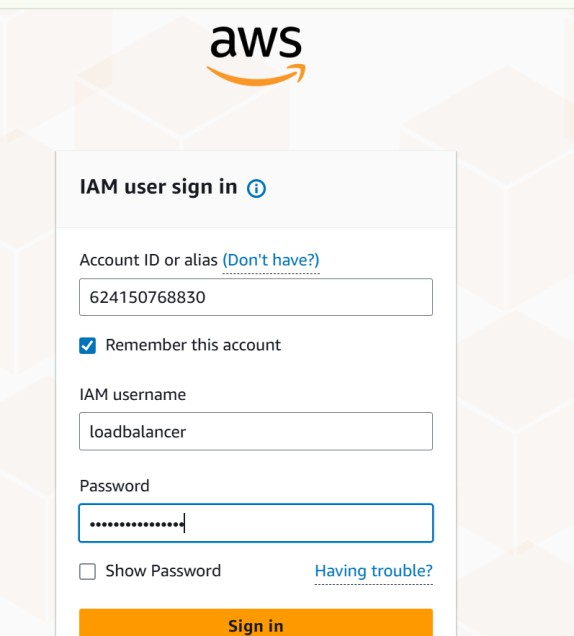 aws
IAM user sign in
Account ID or alias (Don't have?)
624150768830
Remember this account
IAM username
loadbalancer
Password
••••••••••••••••
Show Password Having trouble?
Sign in